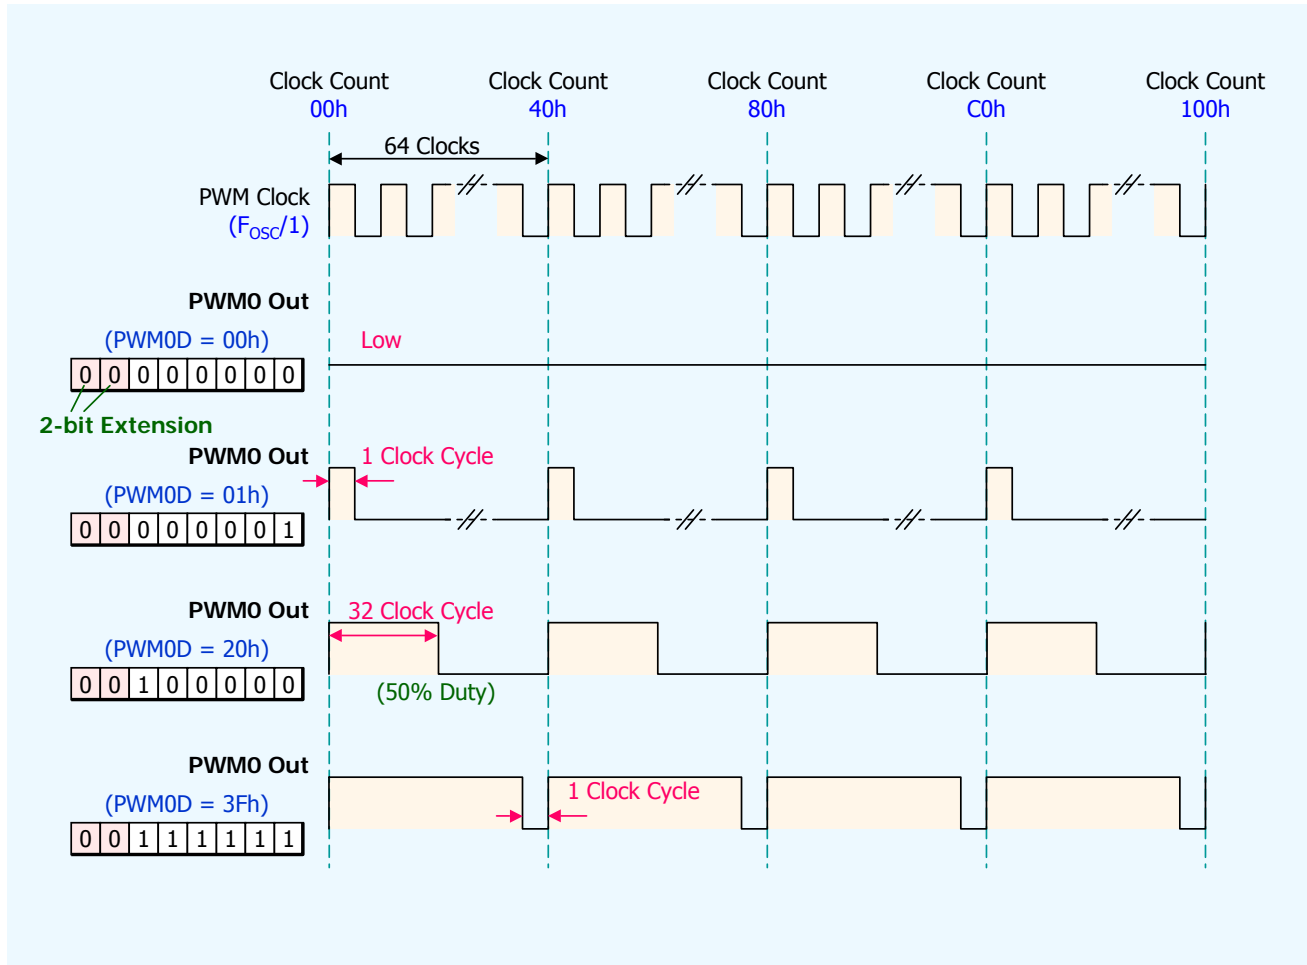 Clock Count Clock Count Clock Count Clock Count Clock Count
00h 40h 80h C0h 100h
64 Clocks
PWM Clock
(FOSC/1)
PWM0 Out
(PWM0D = 00h)
Low
0 0 0 0 0 0 0 0
2-bit Extension
PWM0 Out
1 Clock Cycle
(PWM0D = 01h)
0 0 0 0 0 0 0 1
PWM0 Out
32 Clock Cycle
(PWM0D = 20h)
0 0 1 0 0 0 0 0
(50% Duty)
PWM0 Out
1 Clock Cycle
(PWM0D = 3Fh)
0 0 1 1 1 1 1 1